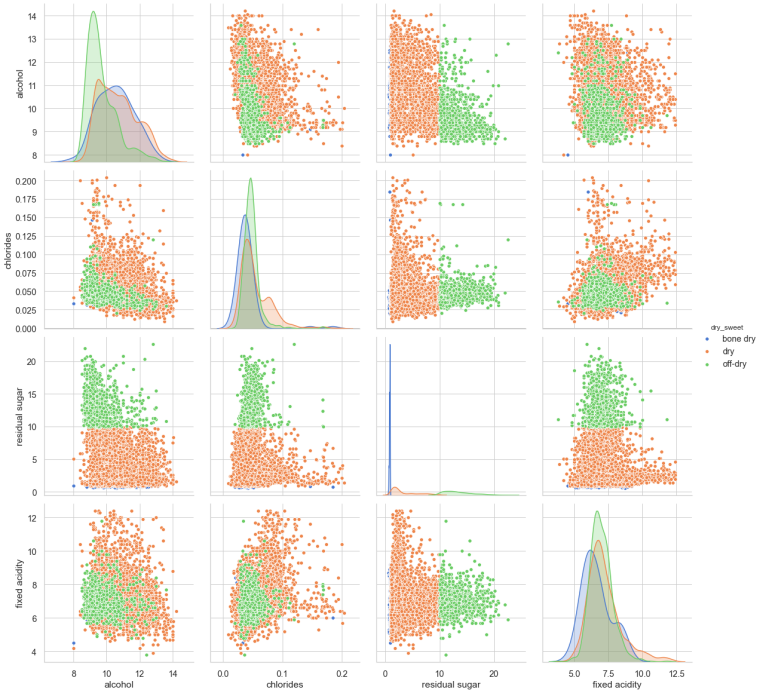 14
13
12
11
10
9
8
alcohol
0.200
0.175
0.150
0.125
0.100
0.075
0.050
0.025
0.000
chlorides
dry_sweet
bone dry
dry
off-dry
20
15
10
5
0
residual sugar
12
10
8
6
4
fixed acidity
8 10 12 14
0.0 0.1 0.2
0 10 20
5.0 7.5 10.0 12.5
alcohol chlorides residual sugar fixed acidity